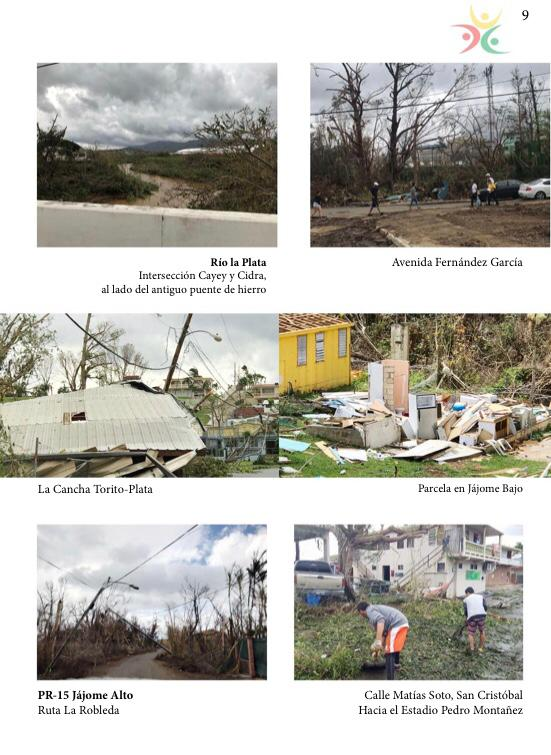 9
Río la Plata
Intersección Cayey y Cidra,
al lado del antiguo puente de hierro
Avenida Fernández García
La Cancha Torito-Plata
Parcela en Jájome Bajo
PR-15 Jájome Alto
Ruta La Robleda
Calle Matías Soto, San Cristóbal
Hacia el Estadio Pedro Montañez